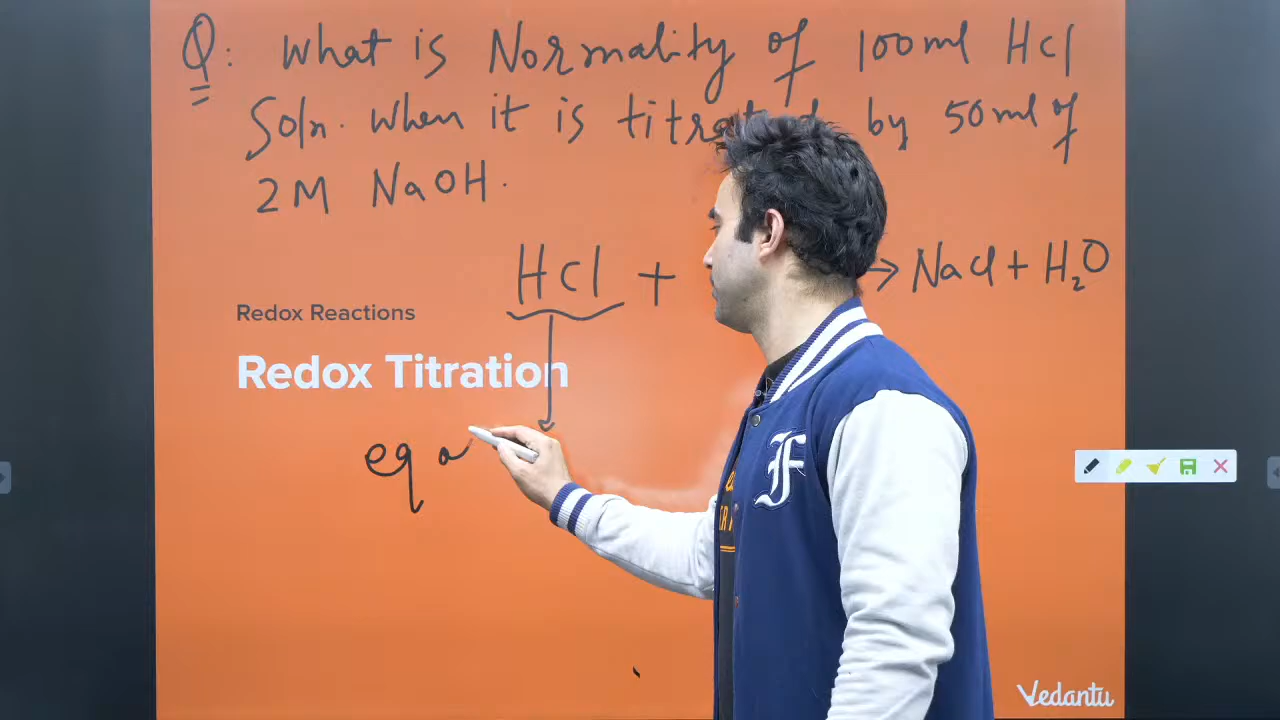 Q: What is Normality of 100ml HCl
Soln. when it is by 50ml of
2M NaOH.
HCl + → NaCl + H₂O
Redox Reactions
Redox Titration
eq
F
Vedantu